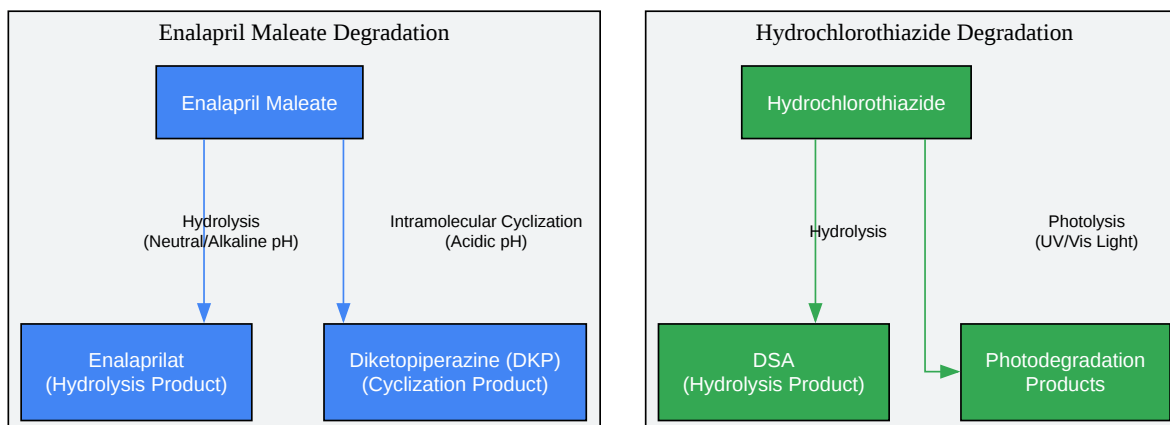 Enalapril Maleate Degradation
Enalapril Maleate
Hydrolysis
(Neutral/Alkaline pH)
Intramolecular Cyclization
(Acidic pH)
Enalaprilat
(Hydrolysis Product)
Diketopiperazine (DKP)
(Cyclization Product)
Hydrochlorothiazide Degradation
Hydrochlorothiazide
Hydrolysis
Photolysis
(UV/Vis Light)
DSA
(Hydrolysis Product)
Photodegradation
Products